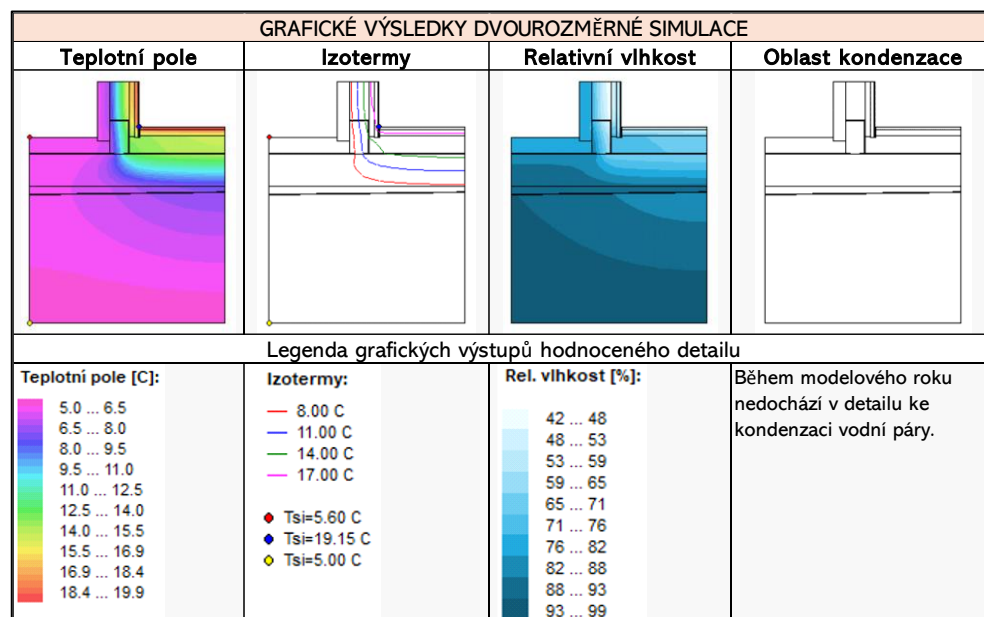 GRAFICKÉ VÝSLEDKY DVOUROZMĚRNÉ SIMULACE
Teplotní pole
Izotermy
Relativní vlhkost
Oblast kondenzace
Legenda grafických výstupů hodnoceného detailu
Teplotní pole [C]:
5.0 ... 6.5
6.5 ... 8.0
8.0 ... 9.5
9.5 ... 11.0
11.0 ... 12.5
12.5 ... 14.0
14.0 ... 15.5
15.5 ... 16.9
16.9 ... 18.4
18.4 ... 19.9
Izotermy:
8.00 C
11.00 C
14.00 C
17.00 C
Tsi=5.60 C
Tsi=19.15 C
Tsi=5.00 C
Rel. vlhkost [%]:
42 ... 48
48 ... 53
53 ... 59
59 ... 65
65 ... 71
71 ... 76
76 ... 82
82 ... 88
88 ... 93
93 ... 99
Během modelového roku
nedochází v detailu ke
kondenzaci vodní páry.